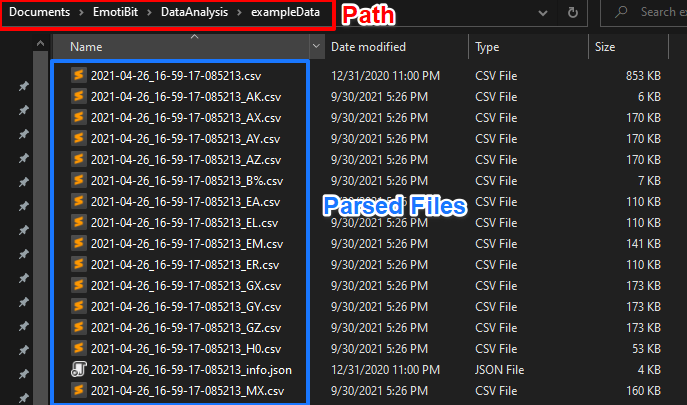 Documents > EmotiBit > DataAnalysis > exampleData Path Search ex
Name Date modified Type Size
2021-04-26_16-59-17-085213.csv 12/31/2020 11:00 PM CSV File 853 KB
2021-04-26_16-59-17-085213_AK.csv 9/30/2021 5:26 PM CSV File 6 KB
2021-04-26_16-59-17-085213_AX.csv 9/30/2021 5:26 PM CSV File 170 KB
2021-04-26_16-59-17-085213_AY.csv 9/30/2021 5:26 PM CSV File 170 KB
2021-04-26_16-59-17-085213_AZ.csv 9/30/2021 5:26 PM CSV File 170 KB
2021-04-26_16-59-17-085213_B%.csv 9/30/2021 5:26 PM CSV File 7 KB
2021-04-26_16-59-17-085213_EA.csv 9/30/2021 5:26 PM CSV File 110 KB
Parsed Files
2021-04-26_16-59-17-085213_EL.csv 9/30/2021 5:26 PM CSV File 110 KB
2021-04-26_16-59-17-085213_EM.csv 9/30/2021 5:26 PM CSV File 141 KB
2021-04-26_16-59-17-085213_ER.csv 9/30/2021 5:26 PM CSV File 110 KB
2021-04-26_16-59-17-085213_GX.csv 9/30/2021 5:26 PM CSV File 173 KB
2021-04-26_16-59-17-085213_GY.csv 9/30/2021 5:26 PM CSV File 173 KB
2021-04-26_16-59-17-085213_GZ.csv 9/30/2021 5:26 PM CSV File 173 KB
2021-04-26_16-59-17-085213_H0.csv 9/30/2021 5:26 PM CSV File 53 KB
2021-04-26_16-59-17-085213_info.json 12/31/2020 11:00 PM JSON File 4 KB
2021-04-26_16-59-17-085213_MX.csv 9/30/2021 5:26 PM CSV File 160 KB